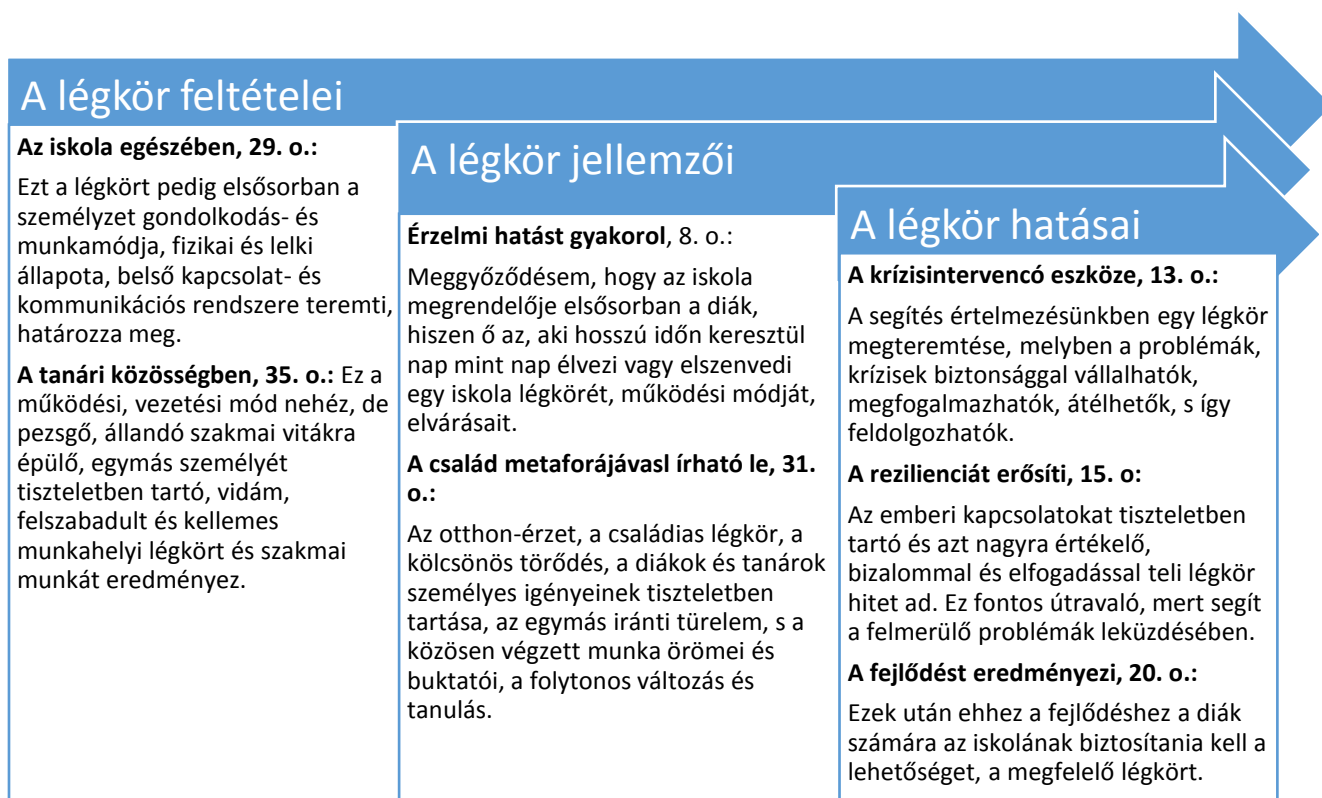 A légkör feltételei
Az iskola egészében, 29. o.:
Ezt a légkört pedig elsősorban a
személyzet gondolkodás- és
munkamódja, fizikai és lelki
állapota, belső kapcsolat- és
kommunikációs rendszere teremti,
határozza meg.
A tanári közösségben, 35. o.: Ez a
működési, vezetési mód nehéz, de
pezsgő, állandó szakmai vitákra
épülő, egymás személyét
tiszteletben tartó, vidám,
felszabadult és kellemes
munkahelyi légkört és szakmai
munkát eredményez.
A légkör jellemzői
Érzelmi hatást gyakorol, 8. o.:
Meggyőződésem, hogy az iskola
megrendelője elsősorban a diák,
hiszen ő az, aki hosszú időn keresztül
nap mint nap élvezi vagy elszenvedi
egy iskola légkörét, működési módját,
elvárásait.
A család metaforájávasl írható le, 31.
o.:
Az otthon-érzet, a családias légkör, a
kölcsönös törődés, a diákok és tanárok
személyes igényeinek tiszteletben
tartása, az egymás iránti türelem, s a
közösen végzett munka örömei és
buktatói, a folytonos változás és
tanulás.
A légkör hatásai
A krízisintervencó eszköze, 13. o.:
A segítés értelmezésünkben egy légkör
megteremtése, melyben a problémák,
krízisek biztonsággal vállalhatók,
megfogalmazhatók, átélhetők, s így
feldolgozhatók.
A rezilienciát erősíti, 15. o:
Az emberi kapcsolatokat tiszteletben
tartó és azt nagyra értékelő,
bizalommal és elfogadással teli légkör
hitet ad. Ez fontos útravaló, mert segít
a felmerülő problémák leküzdésében.
A fejlődést eredményezi, 20. o.:
Ezek után ehhez a fejlődéshez a diák
számára az iskolának biztosítania kell a
lehetőséget, a megfelelő légkört.